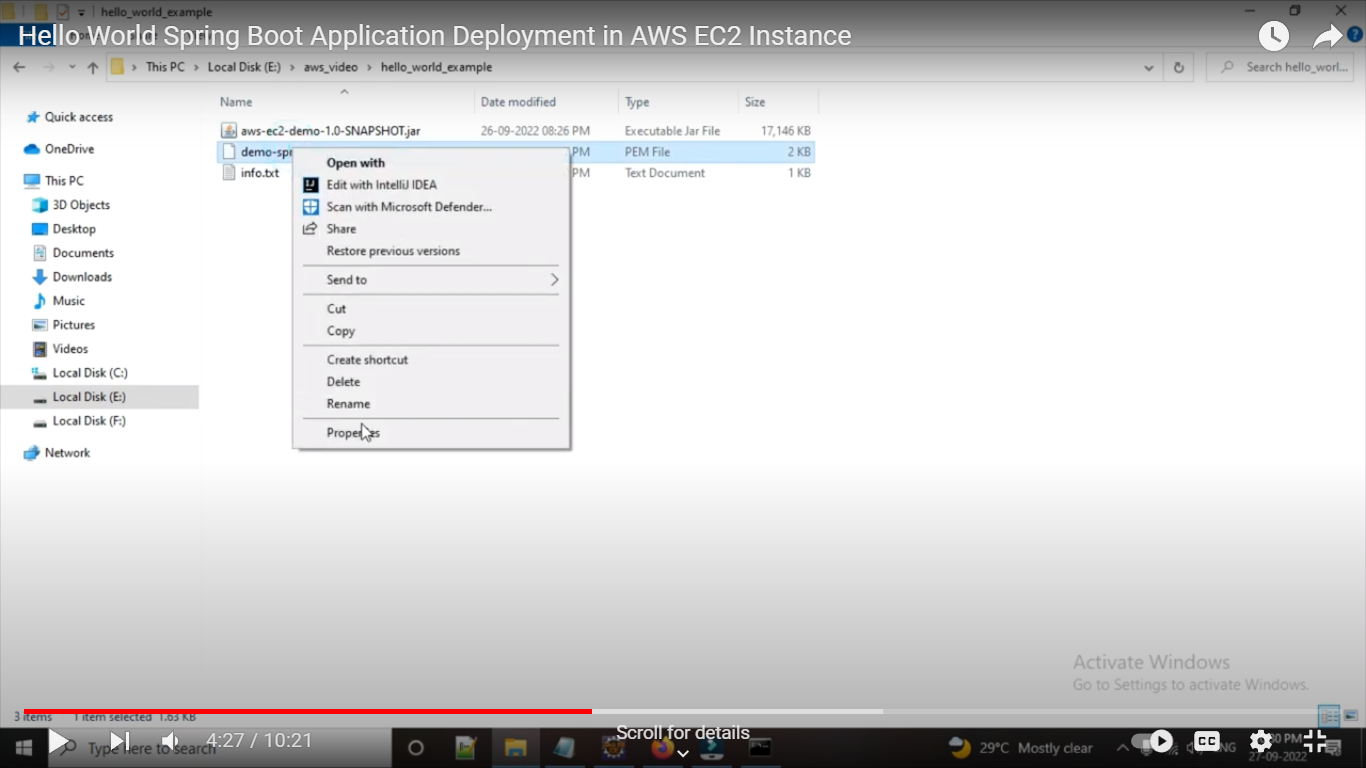 hello_world_example
Hello World Spring Boot Application Deployment in AWS EC2 Instance
This PC > Local Disk (E:) > aws_video > hello_world_example
Search hello_worl...
Name Date modified Type Size
Quick access
OneDrive
This PC
3D Objects
Desktop
Documents
Downloads
Music
Pictures
Videos
Local Disk (C:)
Local Disk (E:)
Local Disk (F:)
Network
aws-ec2-demo-1.0-SNAPSHOT.jar 26-09-2022 08:26 PM Executable Jar File 17,146 KB
demo-spr PM PEM File 2 KB
info.txt PM Text Document 1 KB
Open with
Edit with IntelliJ IDEA
Scan with Microsoft Defender...
Share
Restore previous versions
Send to
Cut
Copy
Create shortcut
Delete
Rename
Properties
Activate Windows
Go to Settings to activate Windows.
3 items 1 item selected 1.63 KB
Scroll for details
Type here to search
4:27 / 10:21
29°C Mostly clear
CC
PM
27-09-2022